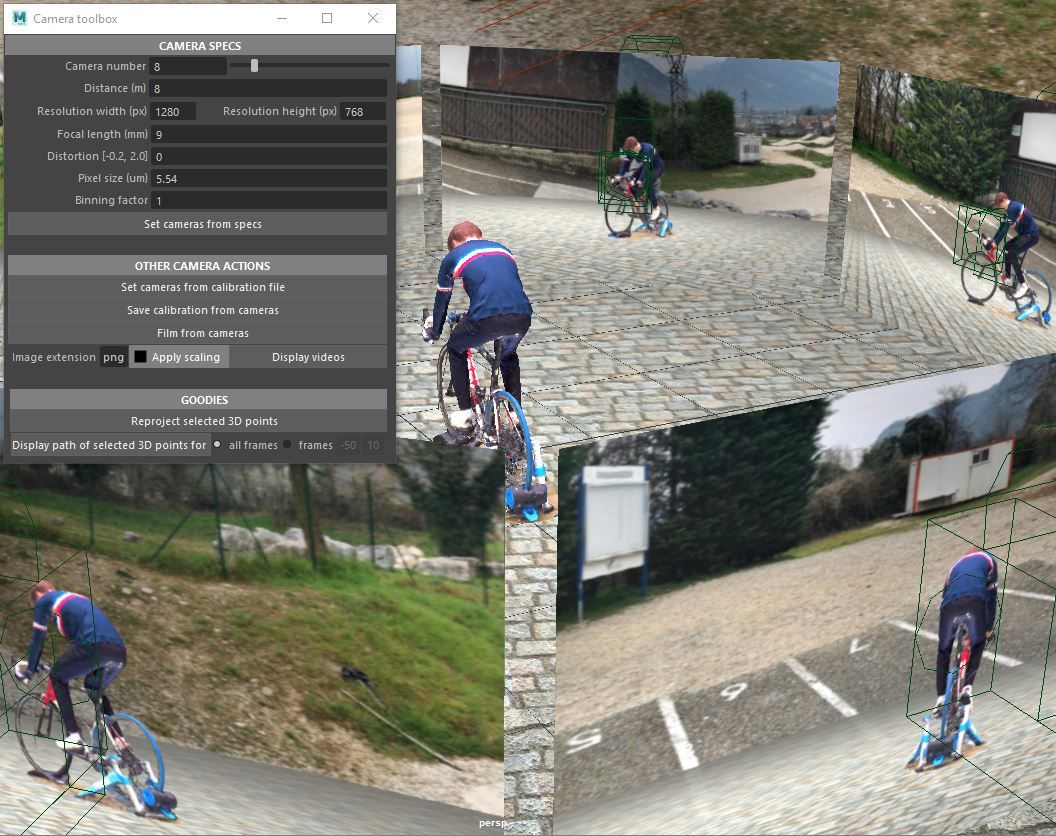 M Camera toolbox
CAMERA SPECS
Camera number 8
Distance (m) 8
Resolution width (px) 1280 Resolution height (px) 768
Focal length (mm) 9
Distortion [-0.2, 2.0] 0
Pixel size (um) 5.54
Binning factor 1
Set cameras from specs
OTHER CAMERA ACTIONS
Set cameras from calibration file
Save calibration from cameras
Film from cameras
Image extension png Apply scaling Display videos
GOODIES
Reproject selected 3D points
Display path of selected 3D points for all frames frames -50 10
persp